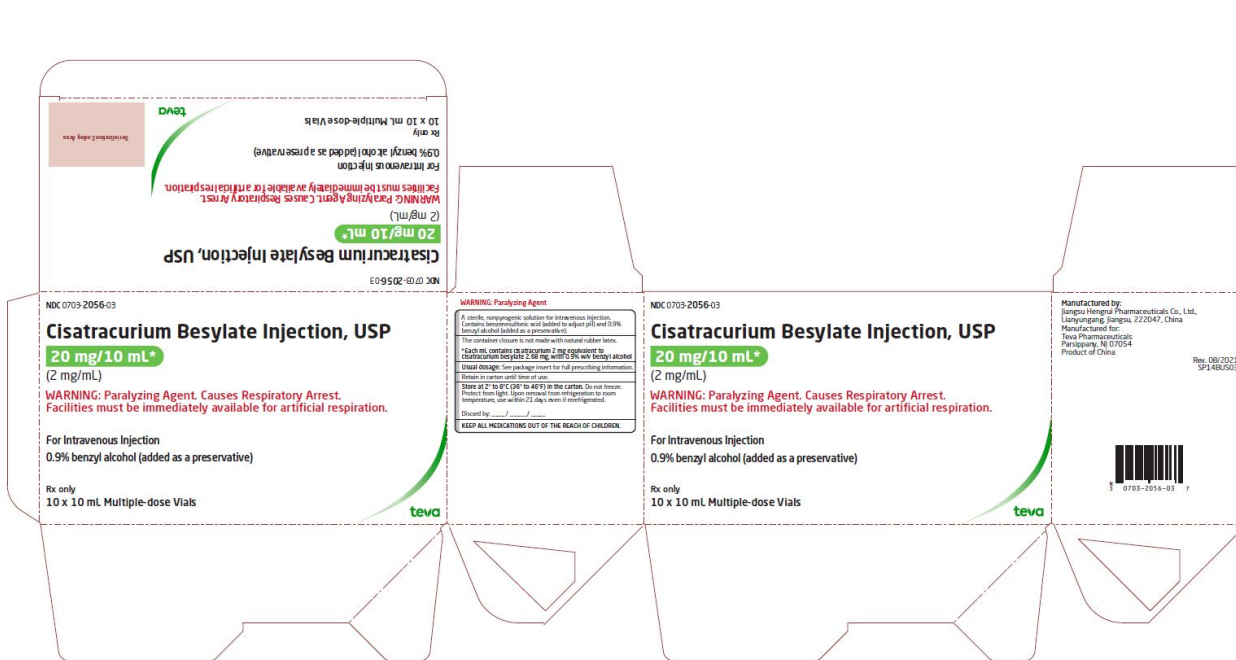 Serialization Coding Area
NDC 0703-2056-03
Cisatracurium Besylate Injection, USP
20 mg/10 mL*
(2 mg/mL)
WARNING: Paralyzing Agent. Causes Respiratory Arrest.
Facilities must be immediately available for artificial respiration.
For Intravenous Injection
0.9% benzyl alcohol (added as a preservative)
Rx only
10 x 10 mL Multiple-dose Vials
teva
NDC 0703-2056-03
Cisatracurium Besylate Injection, USP
20 mg/10 mL*
(2 mg/mL)
WARNING: Paralyzing Agent. Causes Respiratory Arrest.
Facilities must be immediately available for artificial respiration.
For Intravenous Injection
0.9% benzyl alcohol (added as a preservative)
Rx only
10 x 10 mL Multiple-dose Vials
teva
WARNING: Paralyzing Agent
A sterile, nonpyrogenic solution for intravenous injection.
Contains benzenesulfonic acid (added to adjust pH) and 0.9%
benzyl alcohol (added as a preservative).
The container closure is not made with natural rubber latex.
*Each mL contains cisatracurium 2 mg equivalent to
cisatracurium besylate 2.68 mg, with 0.9% w/v benzyl alcohol
Usual dosage: See package insert for full prescribing information.
Retain in carton until time of use.
Store at 2° to 8°C (36° to 46°F) in the carton. Do not freeze.
Protect from light. Upon removal from refrigeration to room
temperature, use within 21 days even if rerefrigerated.
Discard by: _____/ _____/ _____
KEEP ALL MEDICATIONS OUT OF THE REACH OF CHILDREN.
NDC 0703-2056-03
Cisatracurium Besylate Injection, USP
20 mg/10 mL*
(2 mg/mL)
WARNING: Paralyzing Agent. Causes Respiratory Arrest.
Facilities must be immediately available for artificial respiration.
For Intravenous Injection
0.9% benzyl alcohol (added as a preservative)
Rx only
10 x 10 mL Multiple-dose Vials
teva
Manufactured by:
Jiangsu Hengrui Pharmaceuticals Co., Ltd.,
Lianyungang, Jiangsu, 222047, China
Manufactured for:
Teva Pharmaceuticals
Parsippany, NJ 07054
Product of China
Rev. 08/2021
SP14BUS03
N
3 0703-2056-03 7